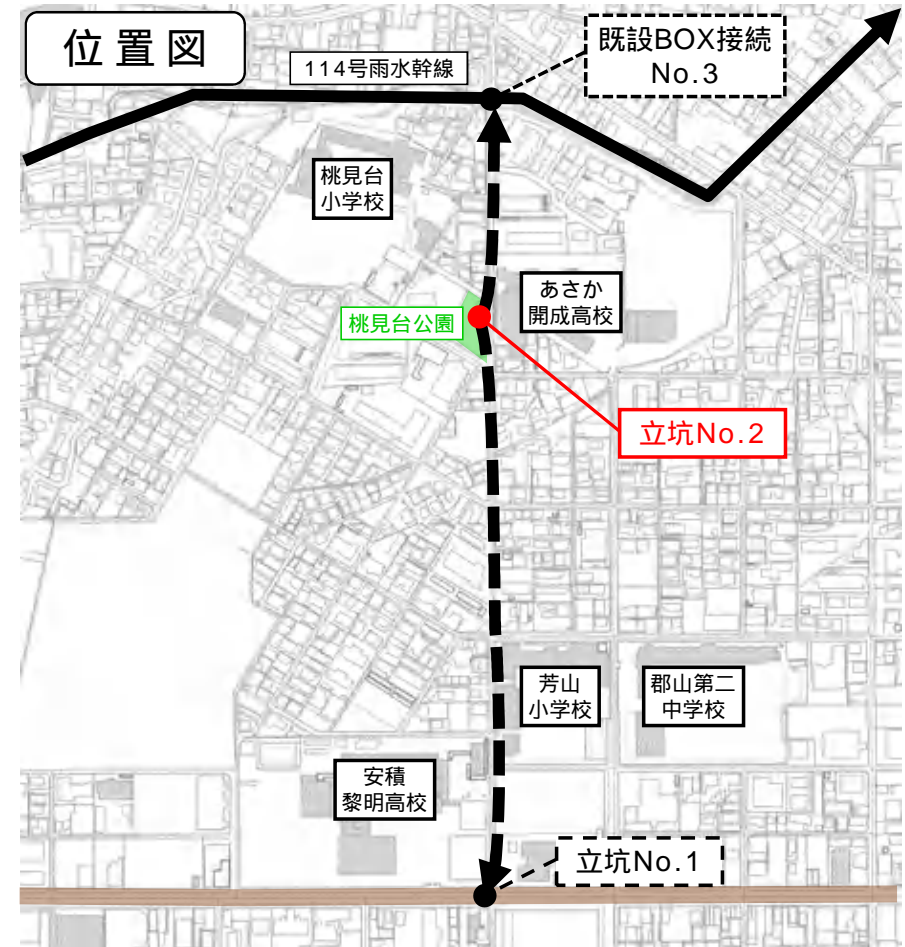 位置図
既設BOX接続
No.3
114号雨水幹線
桃見台
小学校
あさか
開成高校
桃見台公園
立坑No.2
芳山
小学校
郡山第二
中学校
安積
黎明高校
立坑No.1